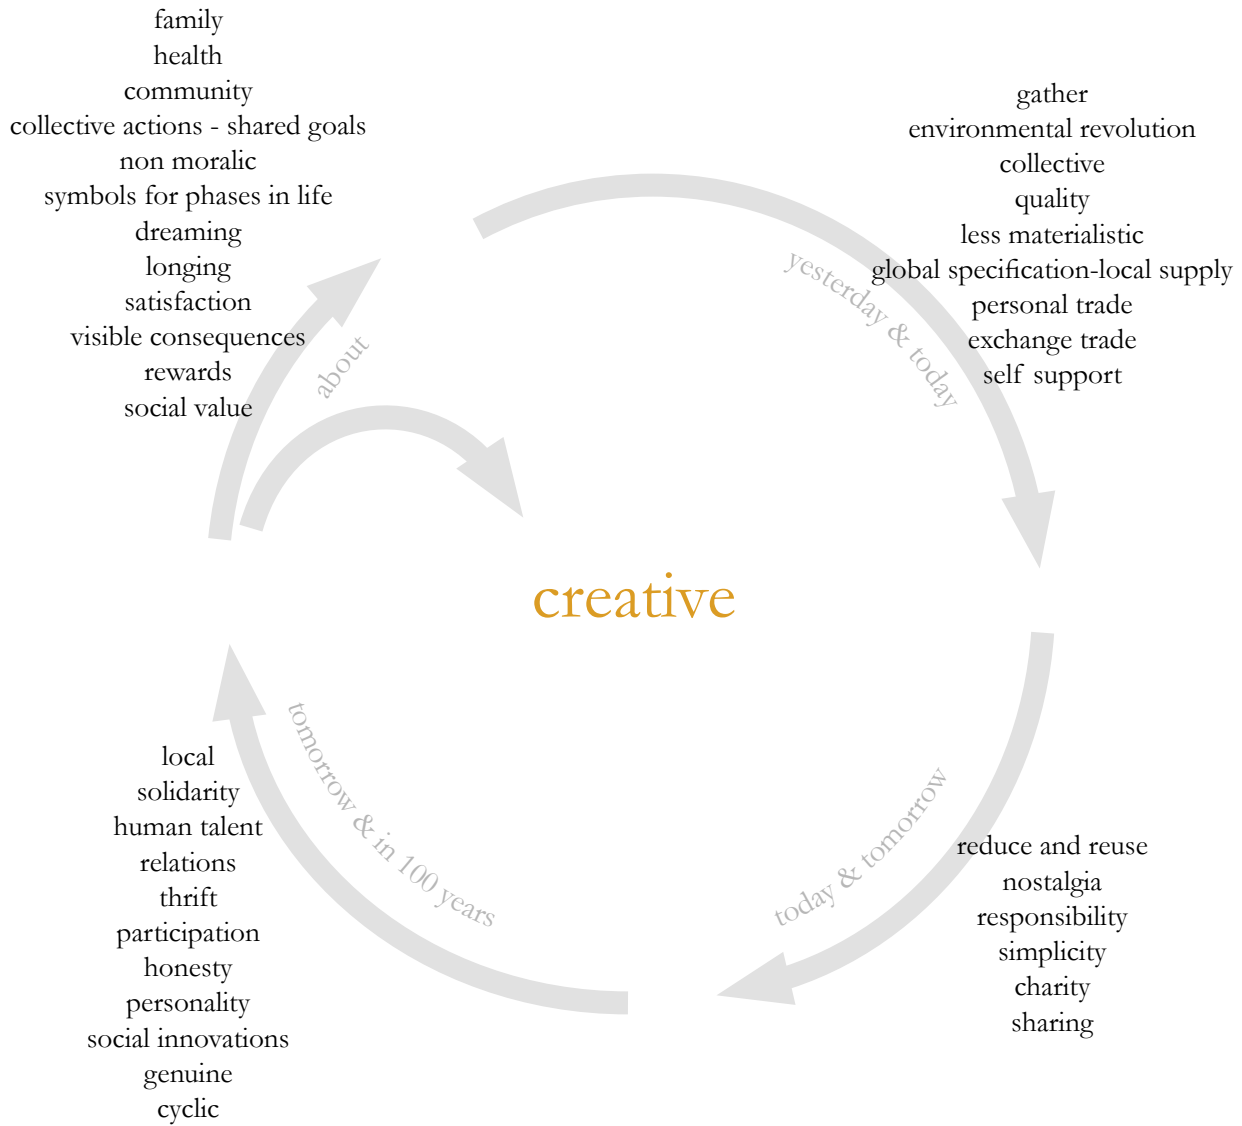 family
health
community
collective actions - shared goals
non moralic
symbols for phases in life
dreaming
longing
satisfaction
visible consequences
rewards
social value
about
gather
environmental revolution
collective
quality
less materialistic
global specification-local supply
personal trade
exchange trade
self support
yesterday & today
creative
reduce and reuse
nostalgia
responsibility
simplicity
charity
sharing
today & tomorrow
local
solidarity
human talent
relations
thrift
participation
honesty
personality
social innovations
genuine
cyclic
tomorrow & in 100 years